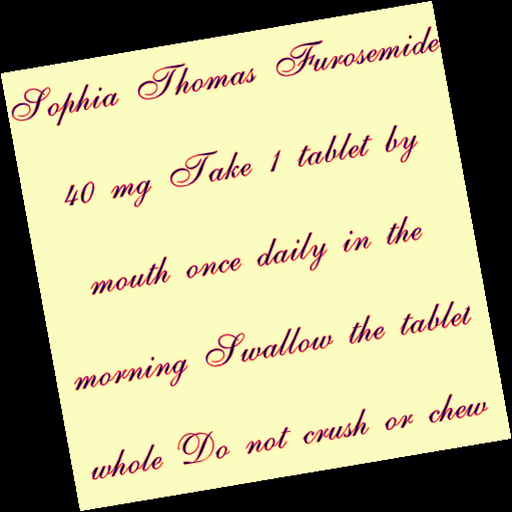 Sophia Thomas Furosemide
40 mg Take 1 tablet by
mouth once daily in the
morning Swallow the tablet
whole Do not crush or chew